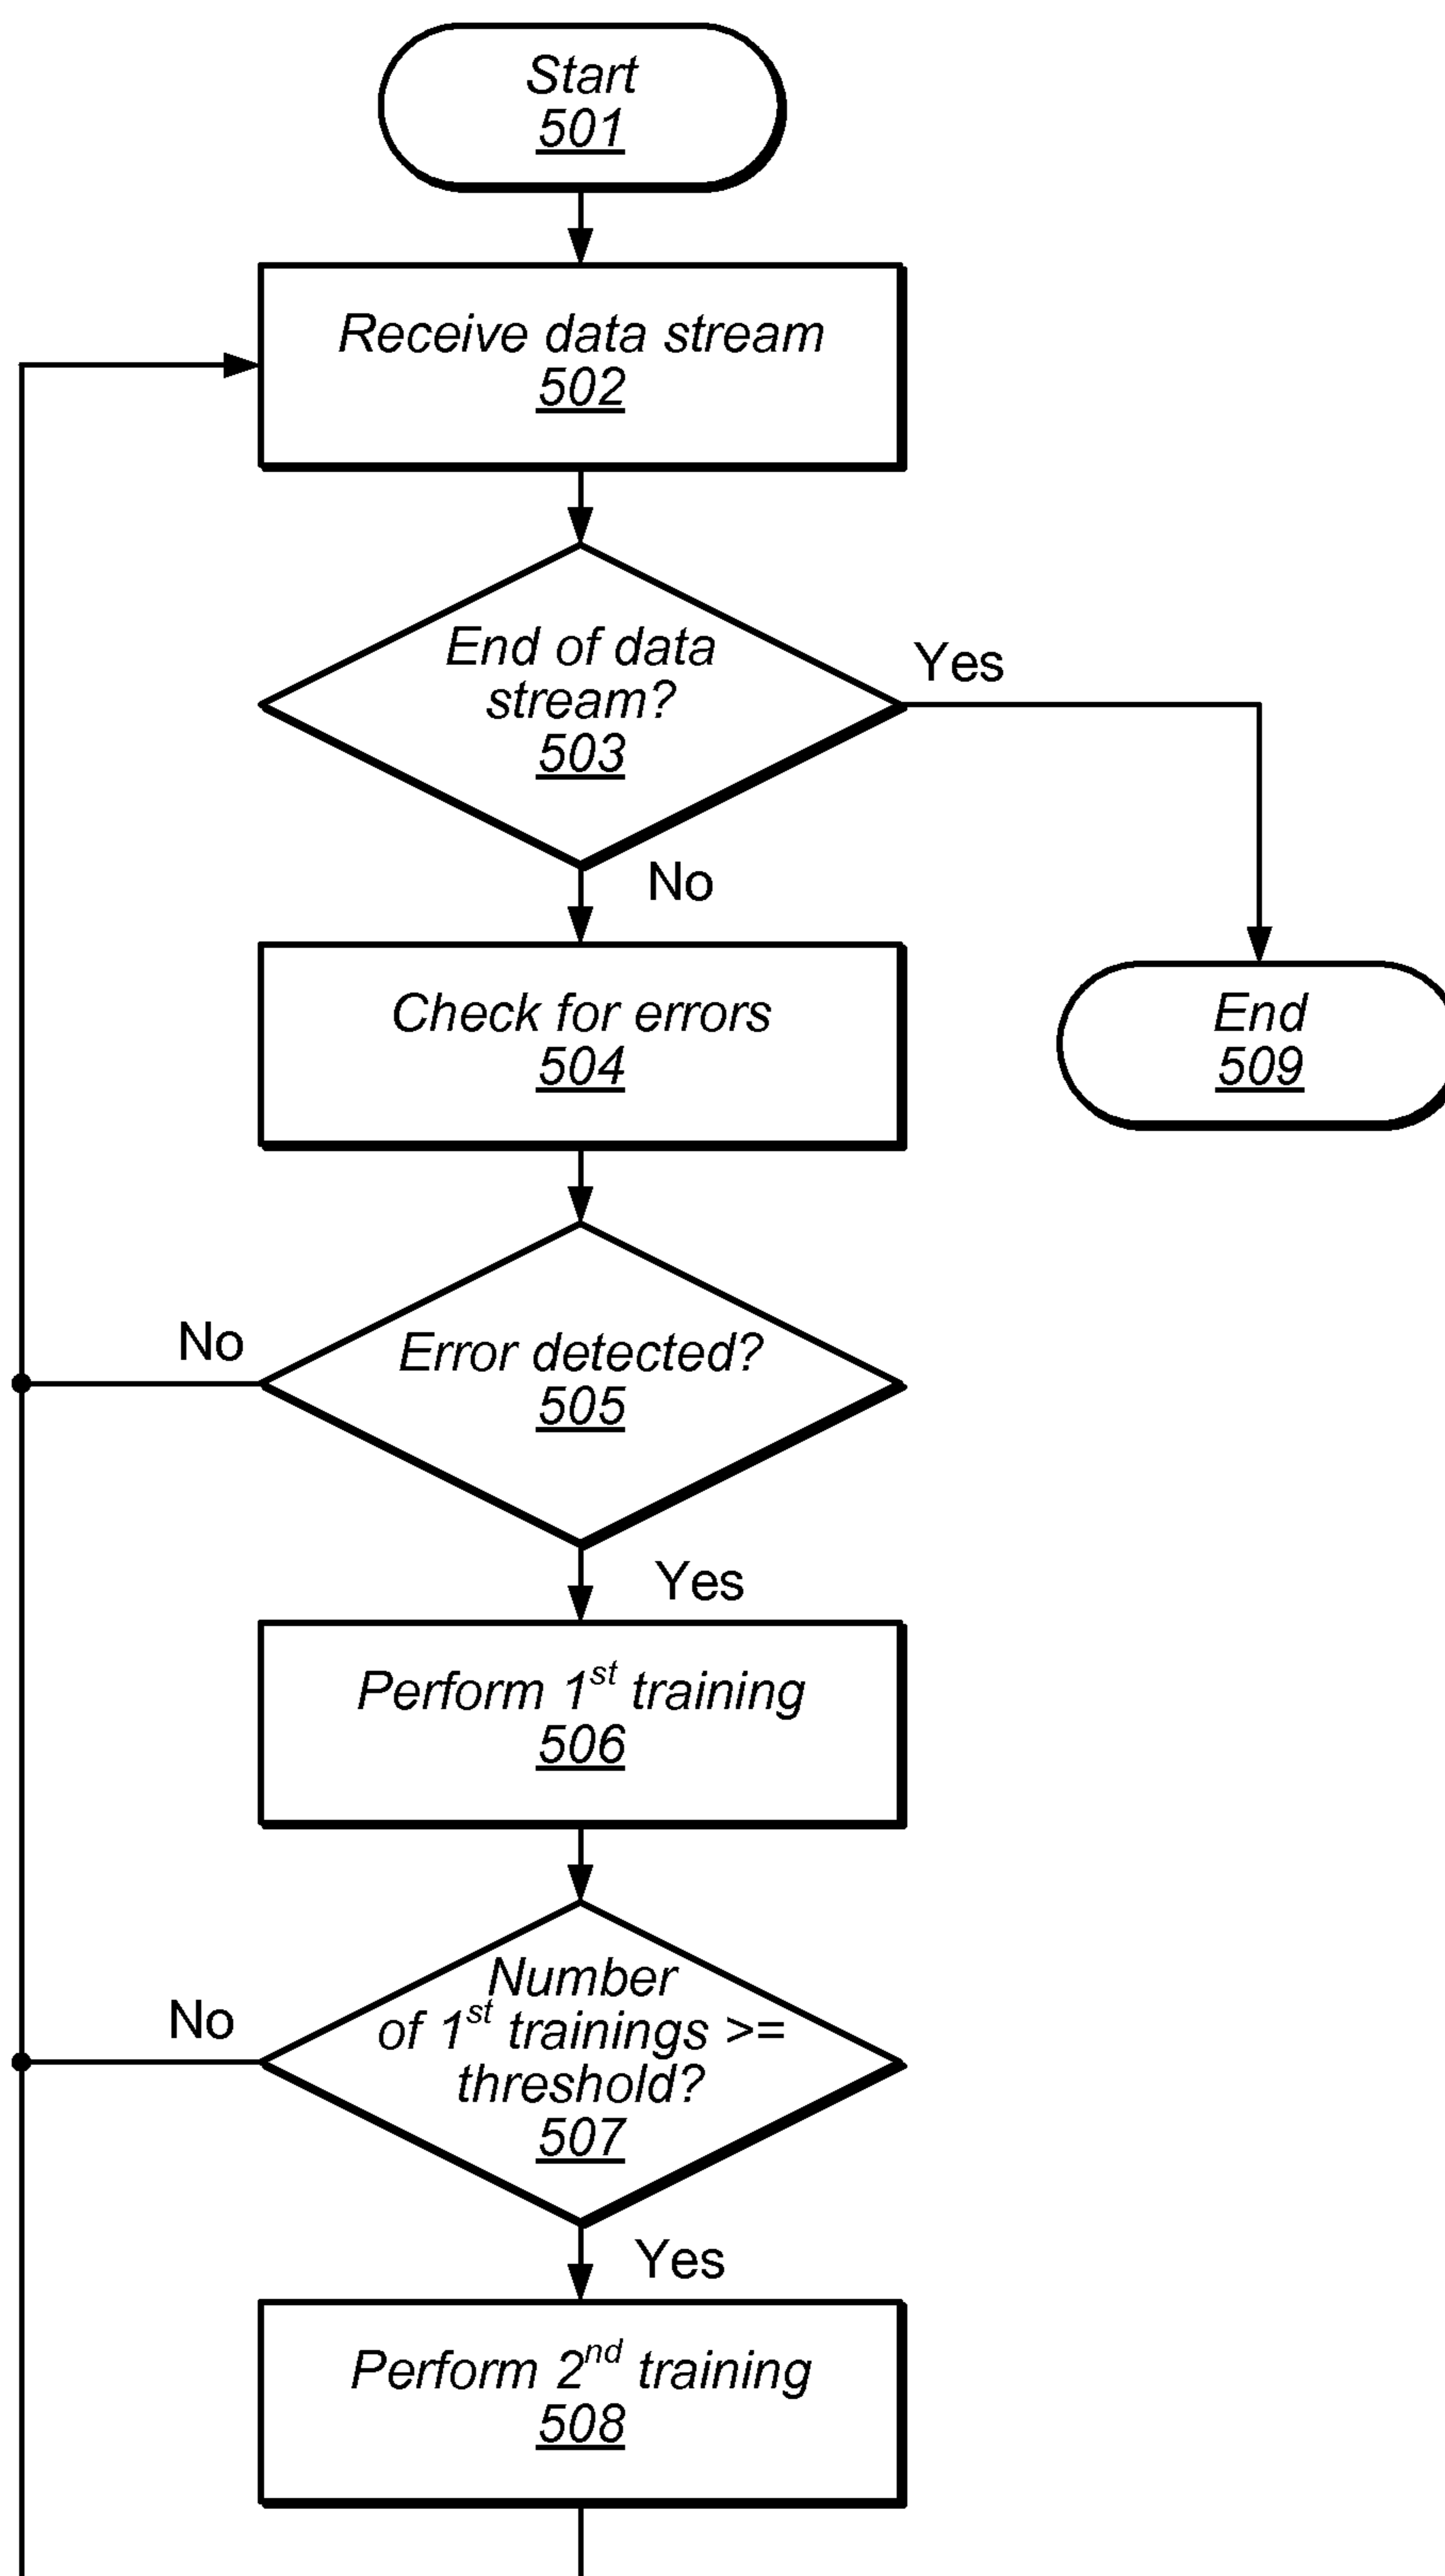 Start
501
Receive data stream
502
End of data
stream?
503
Yes
No
Check for errors
504
End
509
Error detected?
505
No
Yes
Perform 1st training
506
Number
of 1st trainings >=
threshold?
507
No
Yes
Perform 2nd training
508